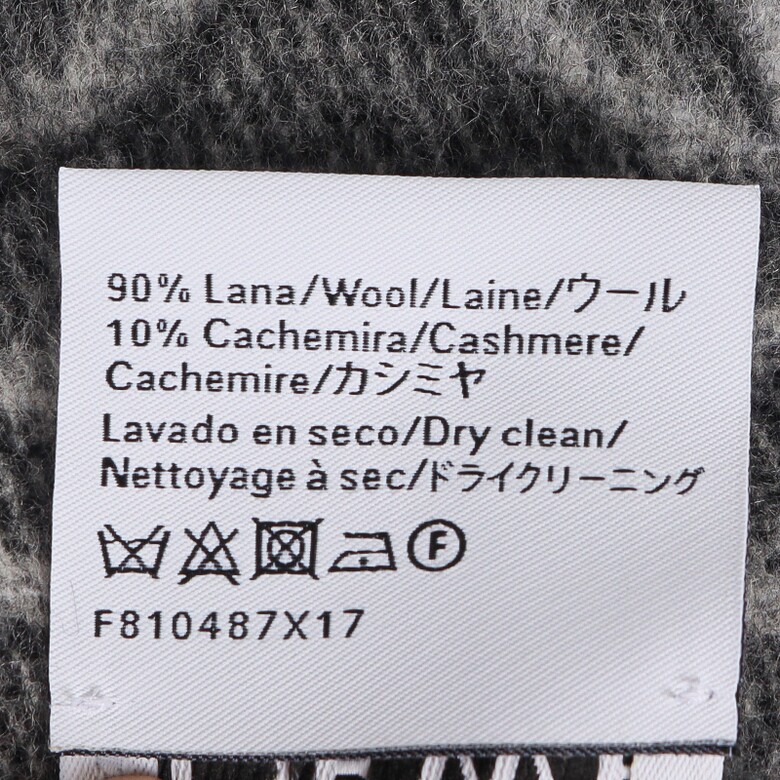 90% Lana/Wool/Laine/ウール
10% Cachemira/Cashmere/
Cachemire/カシミヤ
Lavado en seco/Dry clean/
Nettoyage à sec/ドライクリーニング
F
F810487X17